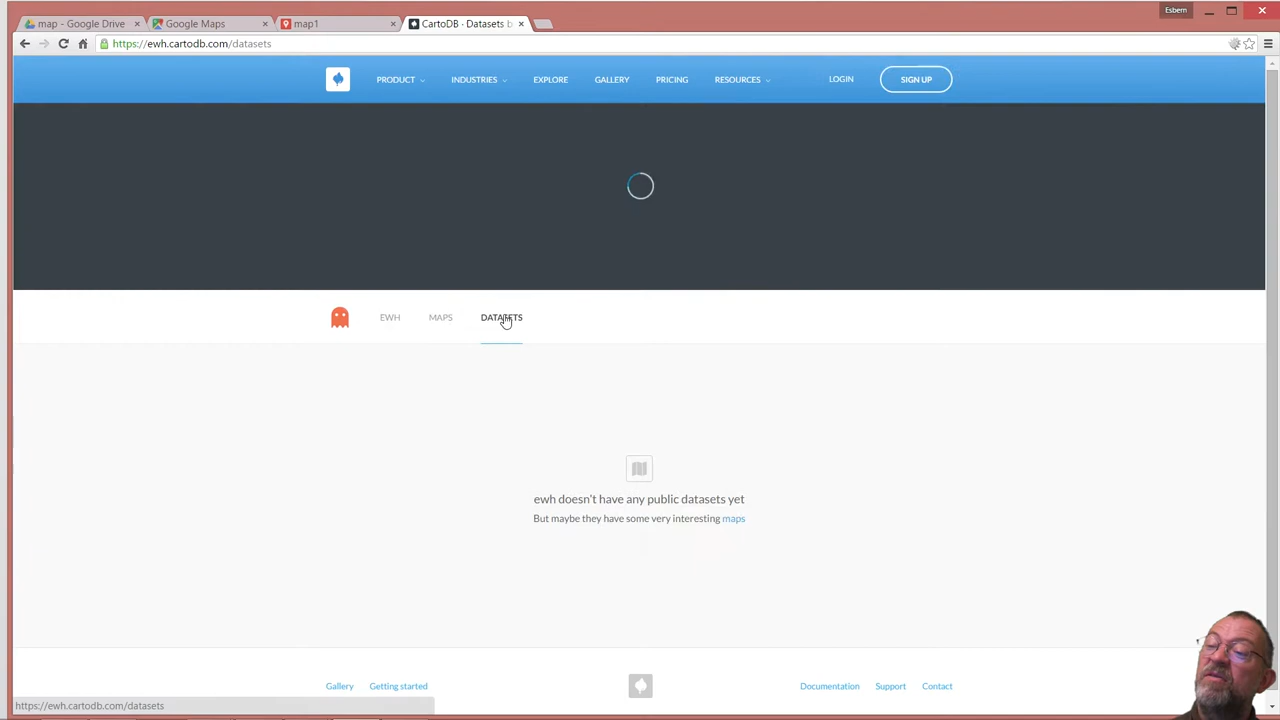 Esbern
map - Google Drive
Google Maps
map1
CartoDB · Datasets b
https://ewh.cartodb.com/datasets
PRODUCT
INDUSTRIES
EXPLORE
GALLERY
PRICING
RESOURCES
LOGIN
SIGN UP
EWH
MAPS
DATASETS
ewh doesn't have any public datasets yet
But maybe they have some very interesting maps
Gallery
Getting started
Documentation
Support
Contact
https://ewh.cartodb.com/datasets